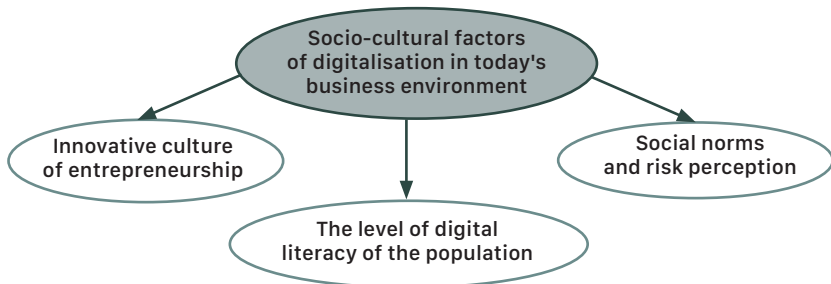 Socio-cultural factors
of digitalisation in today's
business environment
Innovative culture
of entrepreneurship
Social norms
and risk perception
The level of digital
literacy of the population